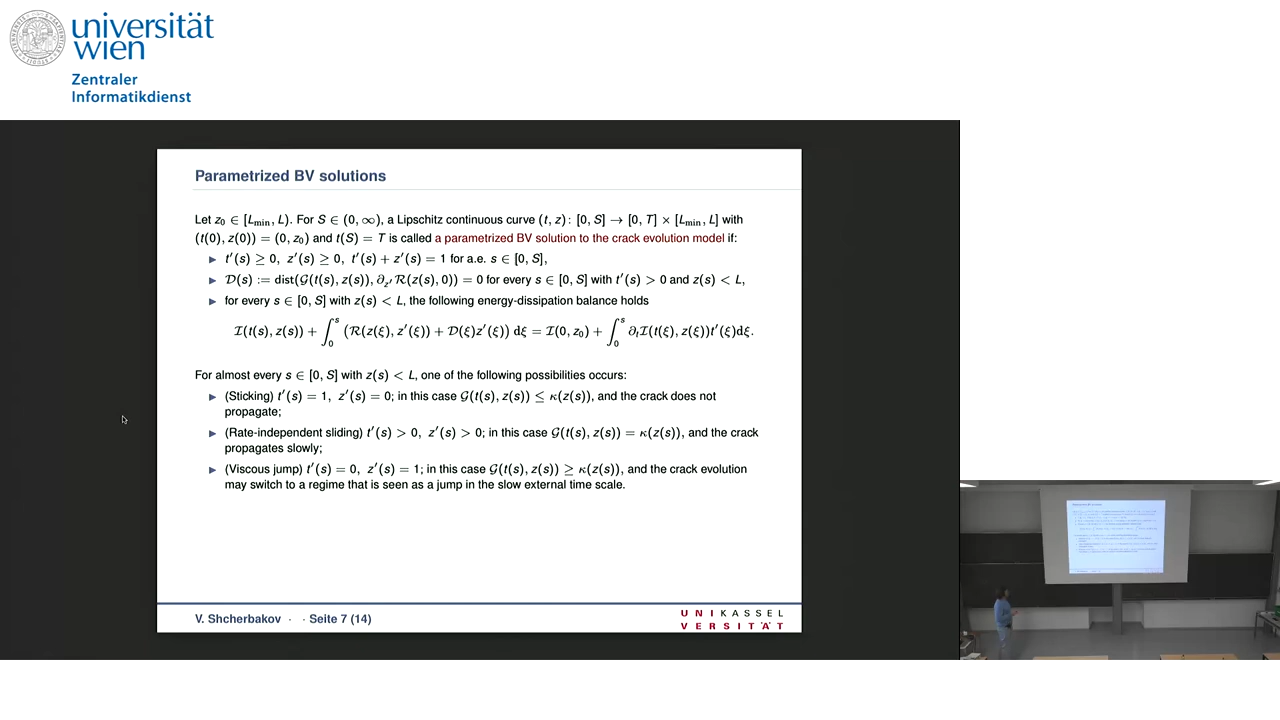 universität
wien
Zentraler
Informatikdienst
Parametrized BV solutions
Let z₀ ∈ [L_min, L). For S ∈ (0, ∞), a Lipschitz continuous curve (t, z): [0, S] → [0, T] × [L_min, L] with
(t(0), z(0)) = (0, z₀) and t(S) = T is called a parametrized BV solution to the crack evolution model if:
▶ t′(s) ≥ 0, z′(s) ≥ 0, t′(s) + z′(s) = 1 for a.e. s ∈ [0, S],
▶ 𝒟(s) := dist(𝒢(t(s), z(s)), ∂_z′ ℛ(z(s), 0)) = 0 for every s ∈ [0, S] with t′(s) > 0 and z(s) < L,
▶ for every s ∈ [0, S] with z(s) < L, the following energy-dissipation balance holds
ℐ(t(s), z(s)) + ∫₀ˢ (ℛ(z(ξ), z′(ξ)) + 𝒟(ξ)z′(ξ)) dξ = ℐ(0, z₀) + ∫₀ˢ ∂ₜℐ(t(ξ), z(ξ))t′(ξ)dξ.
For almost every s ∈ [0, S] with z(s) < L, one of the following possibilities occurs:
▶ (Sticking) t′(s) = 1, z′(s) = 0; in this case 𝒢(t(s), z(s)) ≤ κ(z(s)), and the crack does not
propagate;
▶ (Rate-independent sliding) t′(s) > 0, z′(s) > 0; in this case 𝒢(t(s), z(s)) = κ(z(s)), and the crack
propagates slowly;
▶ (Viscous jump) t′(s) = 0, z′(s) = 1; in this case 𝒢(t(s), z(s)) ≥ κ(z(s)), and the crack evolution
may switch to a regime that is seen as a jump in the slow external time scale.
V. Shcherbakov · · Seite 7 (14)
UNIKASSEL
VERSITÄT